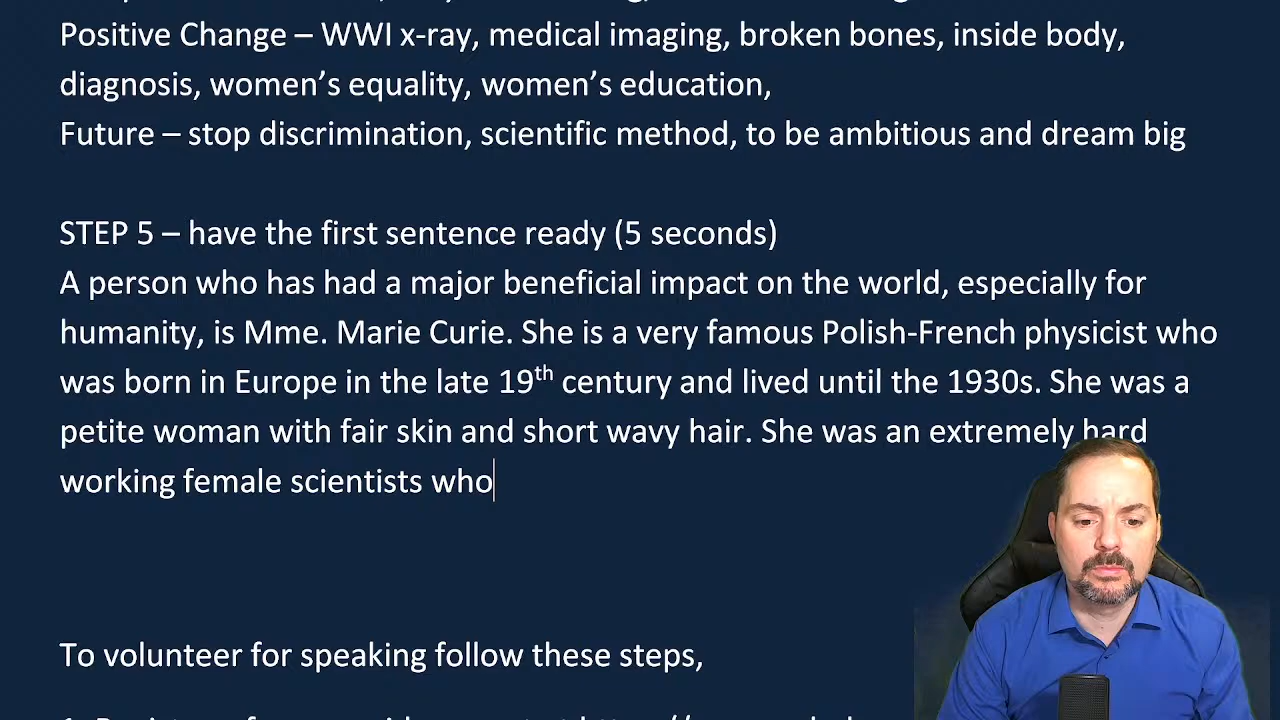 Positive Change – WWI x-ray, medical imaging, broken bones, inside body,
diagnosis, women’s equality, women’s education,
Future – stop discrimination, scientific method, to be ambitious and dream big
STEP 5 – have the first sentence ready (5 seconds)
A person who has had a major beneficial impact on the world, especially for
humanity, is Mme. Marie Curie. She is a very famous Polish-French physicist who
was born in Europe in the late 19th century and lived until the 1930s. She was a
petite woman with fair skin and short wavy hair. She was an extremely hard
working female scientists who
To volunteer for speaking follow these steps,